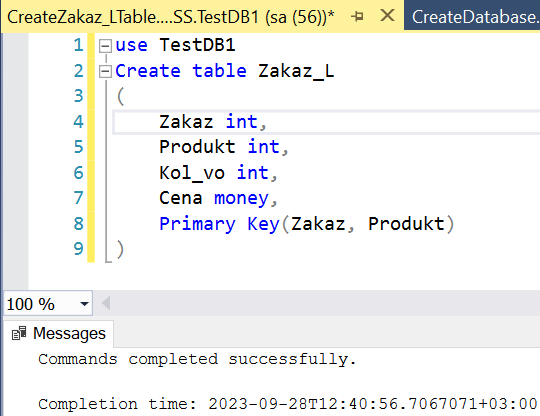 CreateZakaz_LTable....SS.TestDB1 (sa (56))* CreateDatabase.
1 use TestDB1
2 Create table Zakaz_L
3 (
4 Zakaz int,
5 Produkt int,
6 Kol_vo int,
7 Cena money,
8 Primary Key(Zakaz, Produkt)
9 )
100 %
Messages
Commands completed successfully.
Completion time: 2023-09-28T12:40:56.7067071+03:00